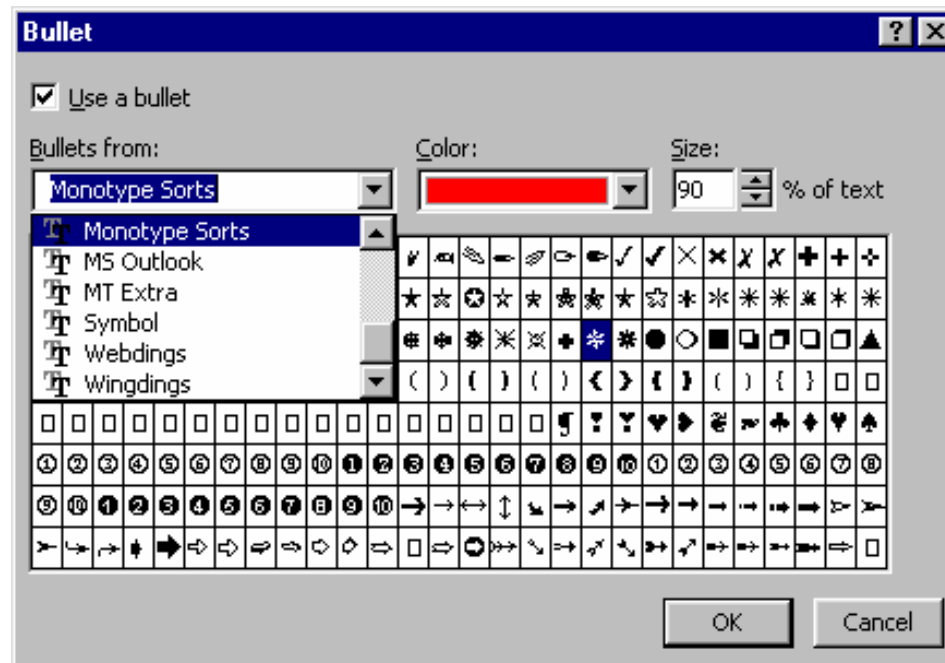 Bullet
Use a bullet
Bullets from: Color: Size:
Monotype Sorts 90 % of text
Monotype Sorts
MS Outlook
MT Extra
Symbol
Webdings
Wingdings
OK Cancel